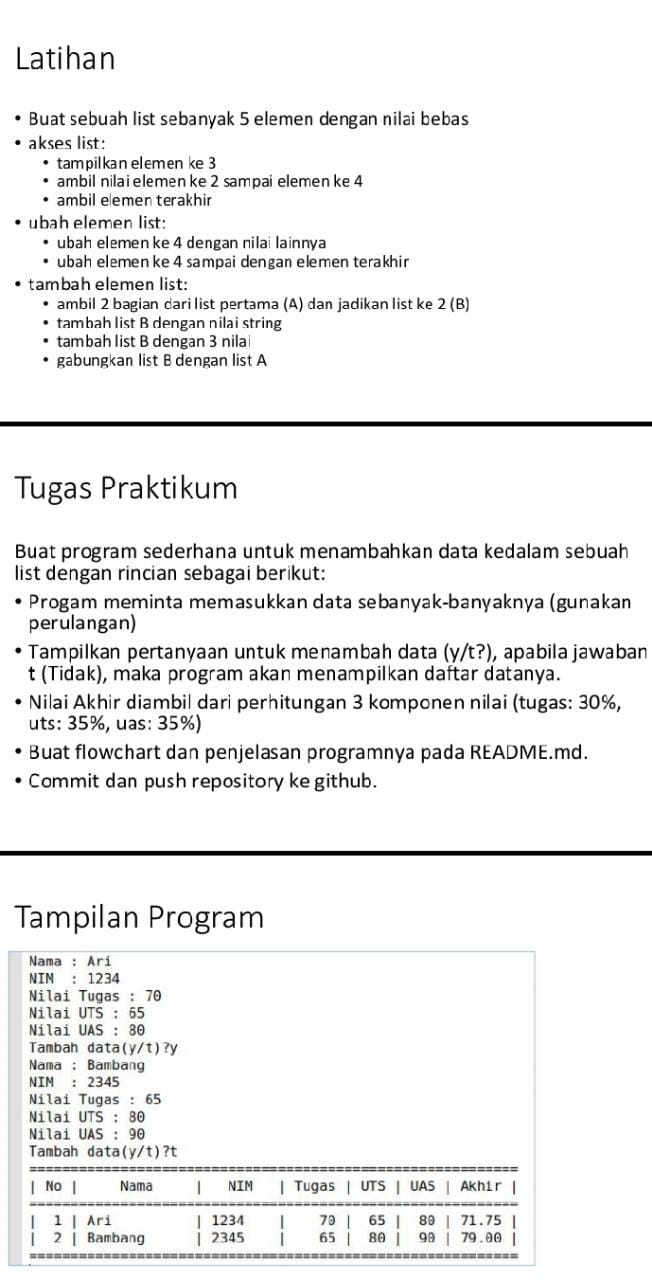 Latihan
• Buat sebuah list sebanyak 5 elemen dengan nilai bebas
• akses list:
• tampilkan elemen ke 3
• ambil nilai elemen ke 2 sampai elemen ke 4
• ambil elemen terakhir
• ubah elemen list:
• ubah elemen ke 4 dengan nilai lainnya
• ubah elemen ke 4 sampai dengan elemen terakhir
• tambah elemen list:
• ambil 2 bagian dari list pertama (A) dan jadikan list ke 2 (B)
• tambah list B dengan nilai string
• tambah list B dengan 3 nilai
• gabungkan list B dengan list A
Tugas Praktikum
Buat program sederhana untuk menambahkan data kedalam sebuah
list dengan rincian sebagai berikut:
• Progam meminta memasukkan data sebanyak-banyaknya (gunakan
perulangan)
• Tampilkan pertanyaan untuk menambah data (y/t?), apabila jawaban
t (Tidak), maka program akan menampilkan daftar datanya.
• Nilai Akhir diambil dari perhitungan 3 komponen nilai (tugas: 30%,
uts: 35%, uas: 35%)
• Buat flowchart dan penjelasan programnya pada README.md.
• Commit dan push repository ke github.
Tampilan Program
Nama : Ari
NIM  : 1234
Nilai Tugas : 70
Nilai UTS : 65
Nilai UAS : 80
Tambah data(y/t)?y
Nama : Bambang
NIM  : 2345
Nilai Tugas : 65
Nilai UTS : 80
Nilai UAS : 90
Tambah data(y/t)?t
==========================================================
| No |     Nama     |   NIM   | Tugas | UTS | UAS | Akhir |
==========================================================
|  1 | Ari          | 1234    |    70 |  65 |  80 | 71.75 |
|  2 | Bambang      | 2345    |    65 |  80 |  90 | 79.00 |
==========================================================